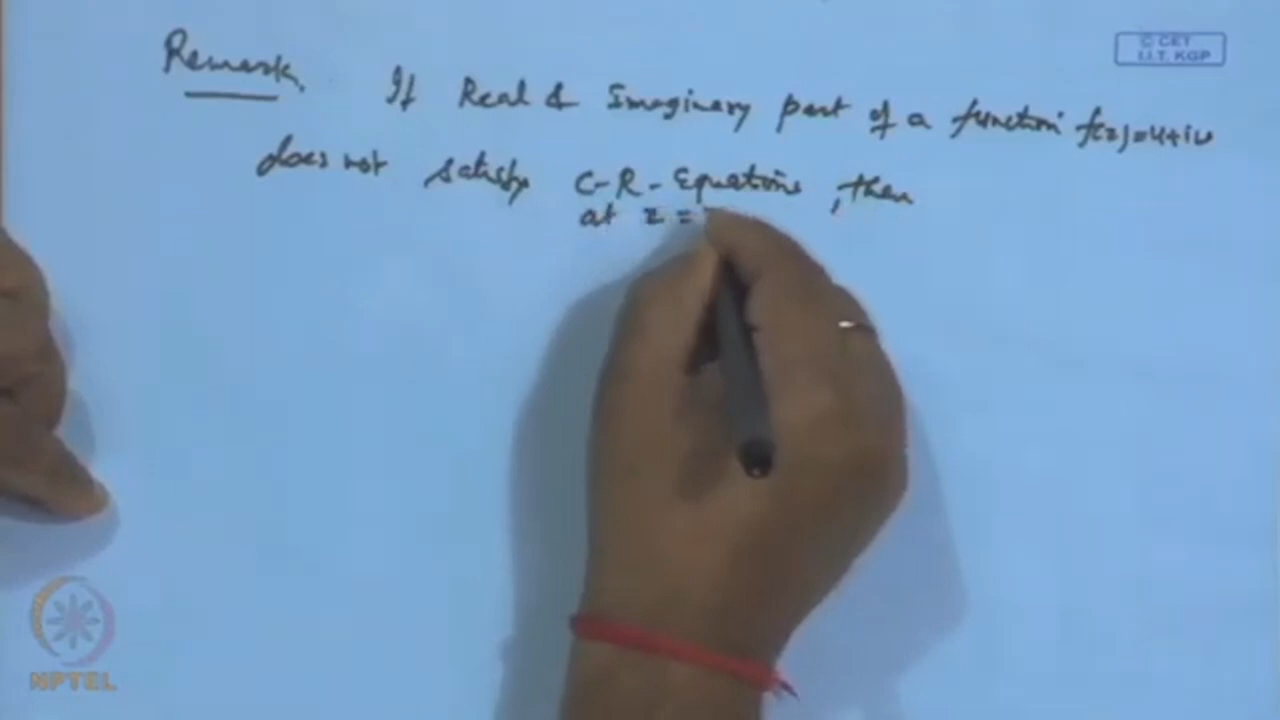 Remark. If Real & Imaginary part of a function f(z)=u+iv
does not satisfy C-R-Equations, then
at z =
© CET
I.I.T. KGP
NPTEL